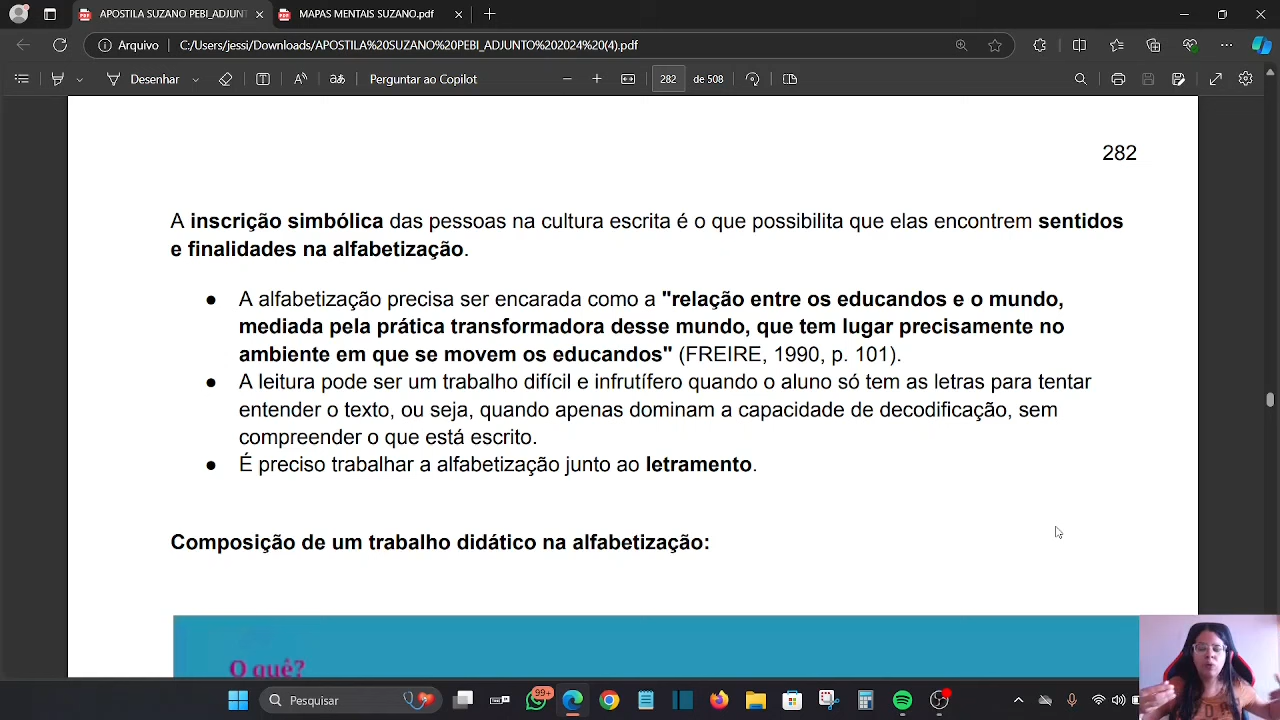 APOSTILA SUZANO PEBI_ADJUNT
MAPAS MENTAIS SUZANO.pdf
Arquivo
C:/Users/jessi/Downloads/APOSTILA%20SUZANO%20PEBI_ADJUNTO%202024%20(4).pdf
Desenhar
Perguntar ao Copilot
282
de 508
282
A inscrição simbólica das pessoas na cultura escrita é o que possibilita que elas encontrem sentidos
e finalidades na alfabetização.
● A alfabetização precisa ser encarada como a "relação entre os educandos e o mundo,
mediada pela prática transformadora desse mundo, que tem lugar precisamente no
ambiente em que se movem os educandos" (FREIRE, 1990, p. 101).
● A leitura pode ser um trabalho difícil e infrutífero quando o aluno só tem as letras para tentar
entender o texto, ou seja, quando apenas dominam a capacidade de decodificação, sem
compreender o que está escrito.
● É preciso trabalhar a alfabetização junto ao letramento.
Composição de um trabalho didático na alfabetização:
O quê?
Pesquisar
99+